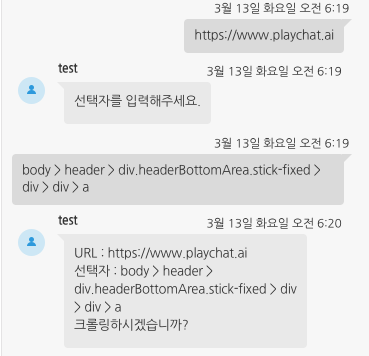 3월 13일 화요일 오전 6:19
https://www.playchat.ai
test
3월 13일 화요일 오전 6:19
선택자를 입력해주세요.
3월 13일 화요일 오전 6:19
body > header > div.headerBottomArea.stick-fixed >
div > div > a
test
3월 13일 화요일 오전 6:20
URL : https://www.playchat.ai
선택자 : body > header >
div.headerBottomArea.stick-fixed > div
> div > a
크롤링하시겠습니까?